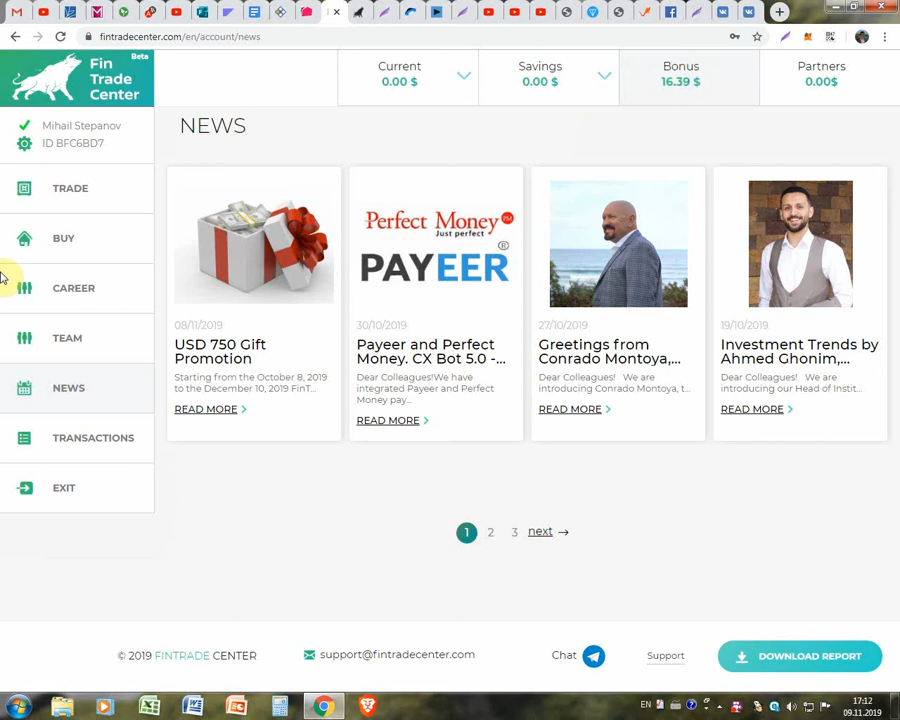 fintradecenter.com/en/account/news
Fin
Trade
Center
Beta
Current
0.00 $
Savings
0.00 $
Bonus
16.39 $
Partners
0.00$
Mihail Stepanov
ID BFC6BD7
TRADE
BUY
CAREER
TEAM
NEWS
TRANSACTIONS
EXIT
NEWS
08/11/2019
USD 750 Gift
Promotion
Starting from the October 8, 2019
to the December 10, 2019 FinT...
READ MORE
Perfect Money PM
Just perfect
PAYEER®
30/10/2019
Payeer and Perfect
Money. CX Bot 5.0 -...
Dear Colleagues!We have
integrated Payeer and Perfect
Money pay...
READ MORE
27/10/2019
Greetings from
Conrado Montoya,...
Dear Colleagues! We are
introducing Conrado Montoya, t...
READ MORE
19/10/2019
Investment Trends by
Ahmed Ghonim,...
Dear Colleagues! We are
introducing our Head of Instit...
READ MORE
1 2 3 next →
© 2019 FINTRADE CENTER
support@fintradecenter.com
Chat
Support
DOWNLOAD REPORT
EN
17:12
09.11.2019